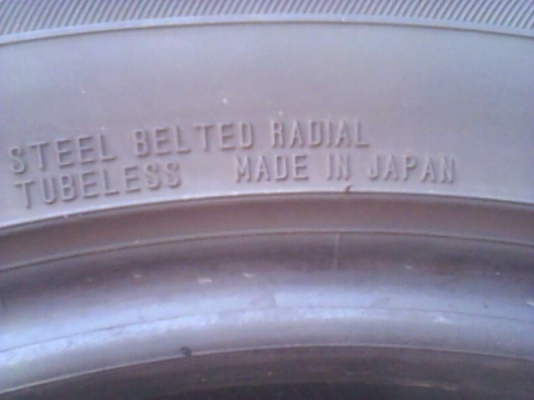 STEEL BELTED RADIAL
TUBELESS MADE IN JAPAN